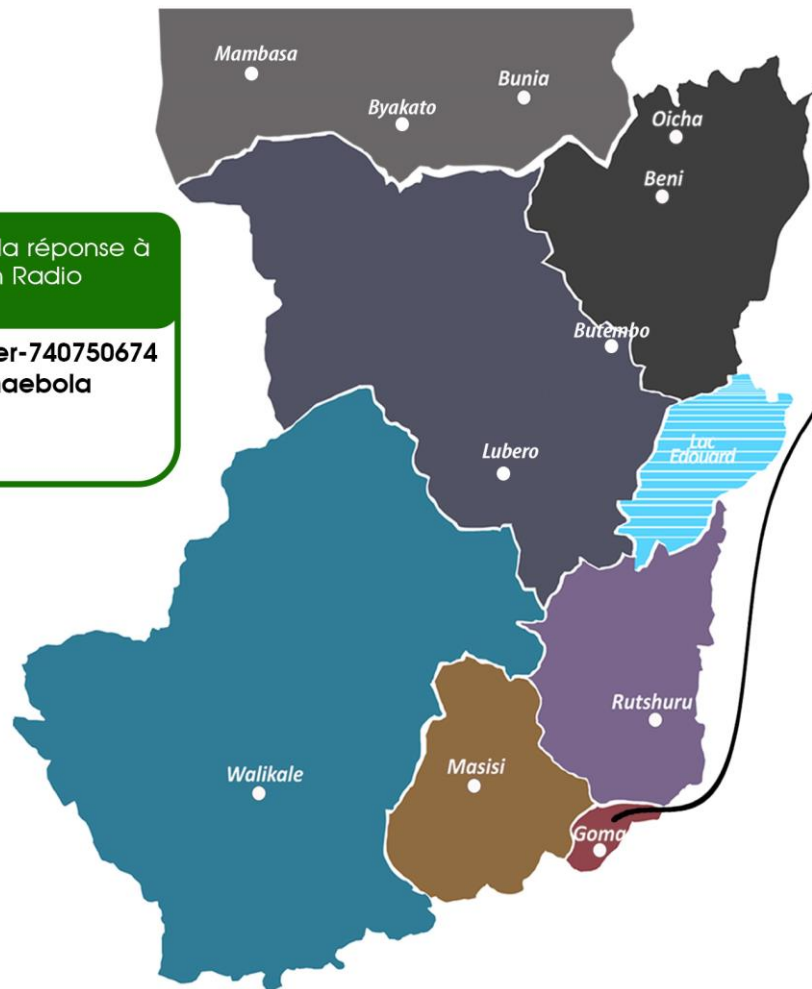 Mambasa
Bunia
Byakato
Oicha
Beni
la réponse à
Radio
er-740750674
aebola
Butembo
Lac
Edouard
Lubero
Rutshuru
Masisi
Walikale
Goma